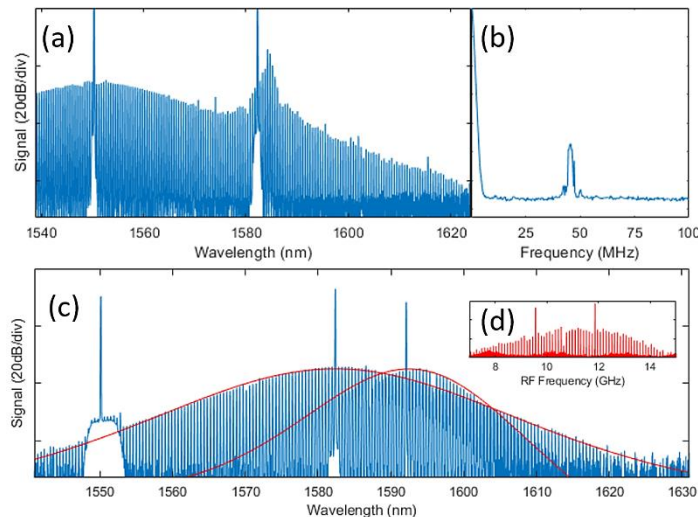 (a)
(b)
Signal (20dB/div)
1540
1560
1580
1600
1620
25
50
75
100
Wavelength (nm)
Frequency (MHz)
(c)
(d)
8
10
12
14
RF Frequency (GHz)
Signal (20dB/div)
1550
1560
1570
1580
1590
1600
1610
1620
1630
Wavelength (nm)